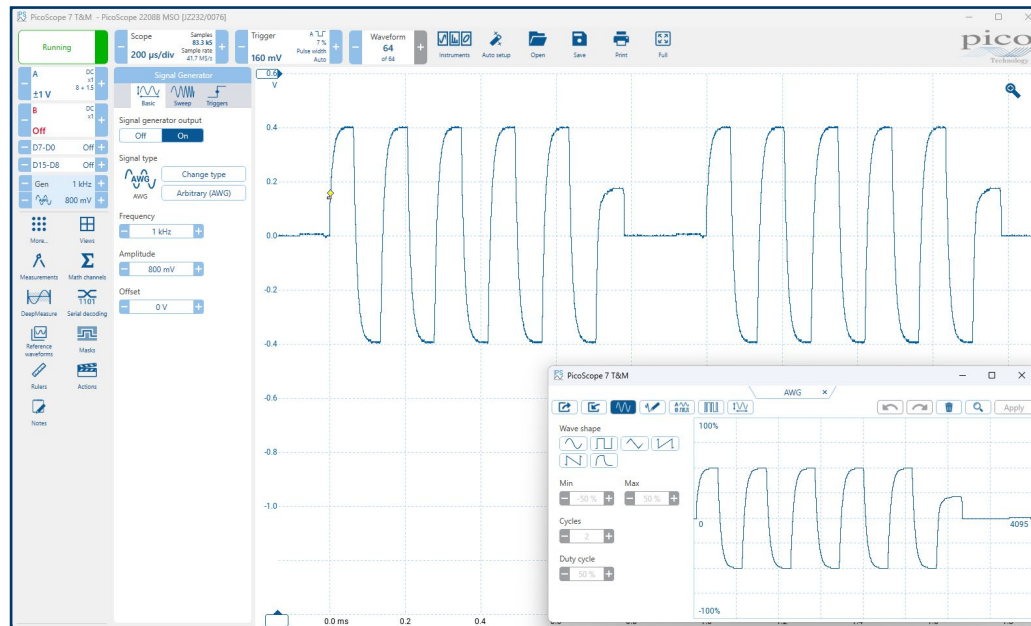 PicoScope 7 T&M - PicoScope 2208B MSO [JZ232/0076]
Running
Scope
200 µs/div
Samples
83.3 kS
Sample rate
41.7 MS/s
Trigger
160 mV
A
7 %
Pulse width
Auto
Waveform
64
of 64
Instruments
Auto setup
Open
Save
Print
Full
pico
Technology
A
±1 V
DC
x1
8 + 1.5
B
Off
DC
x1
D7-D0 Off
D15-D8 Off
Gen 1 kHz
800 mV
More...
Views
Measurements
Math channels
DeepMeasure
Serial decoding
Reference waveforms
Masks
Rulers
Actions
Notes
Signal Generator
Basic
Sweep
Triggers
Signal generator output
Off
On
Signal type
AWG
AWG
Change type
Arbitrary (AWG)
Frequency
1 kHz
Amplitude
800 mV
Offset
0 V
0.6
V
0.4
0.2
0.0
-0.2
-0.4
-0.6
-0.8
-1.0
0.0 ms
0.2
0.4
PicoScope 7 T&M
AWG
Apply
Wave shape
Min
Max
-50 %
50 %
Cycles
2
Duty cycle
50 %
100%
0
4095
-100%